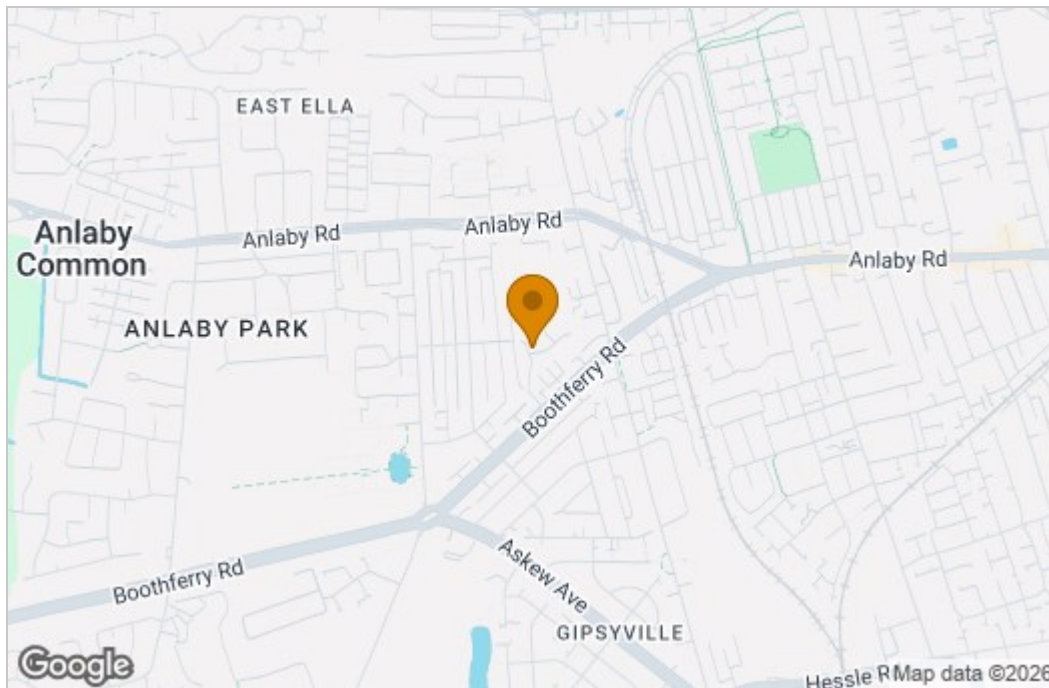 EAST ELLA
Anlaby Rd
Anlaby
Common
Anlaby Rd
Anlaby Rd
ANLABY PARK
Boothferry Rd
Boothferry Rd
Askew Ave
GIPSYVILLE
Google
Hessle R
Map data ©2026